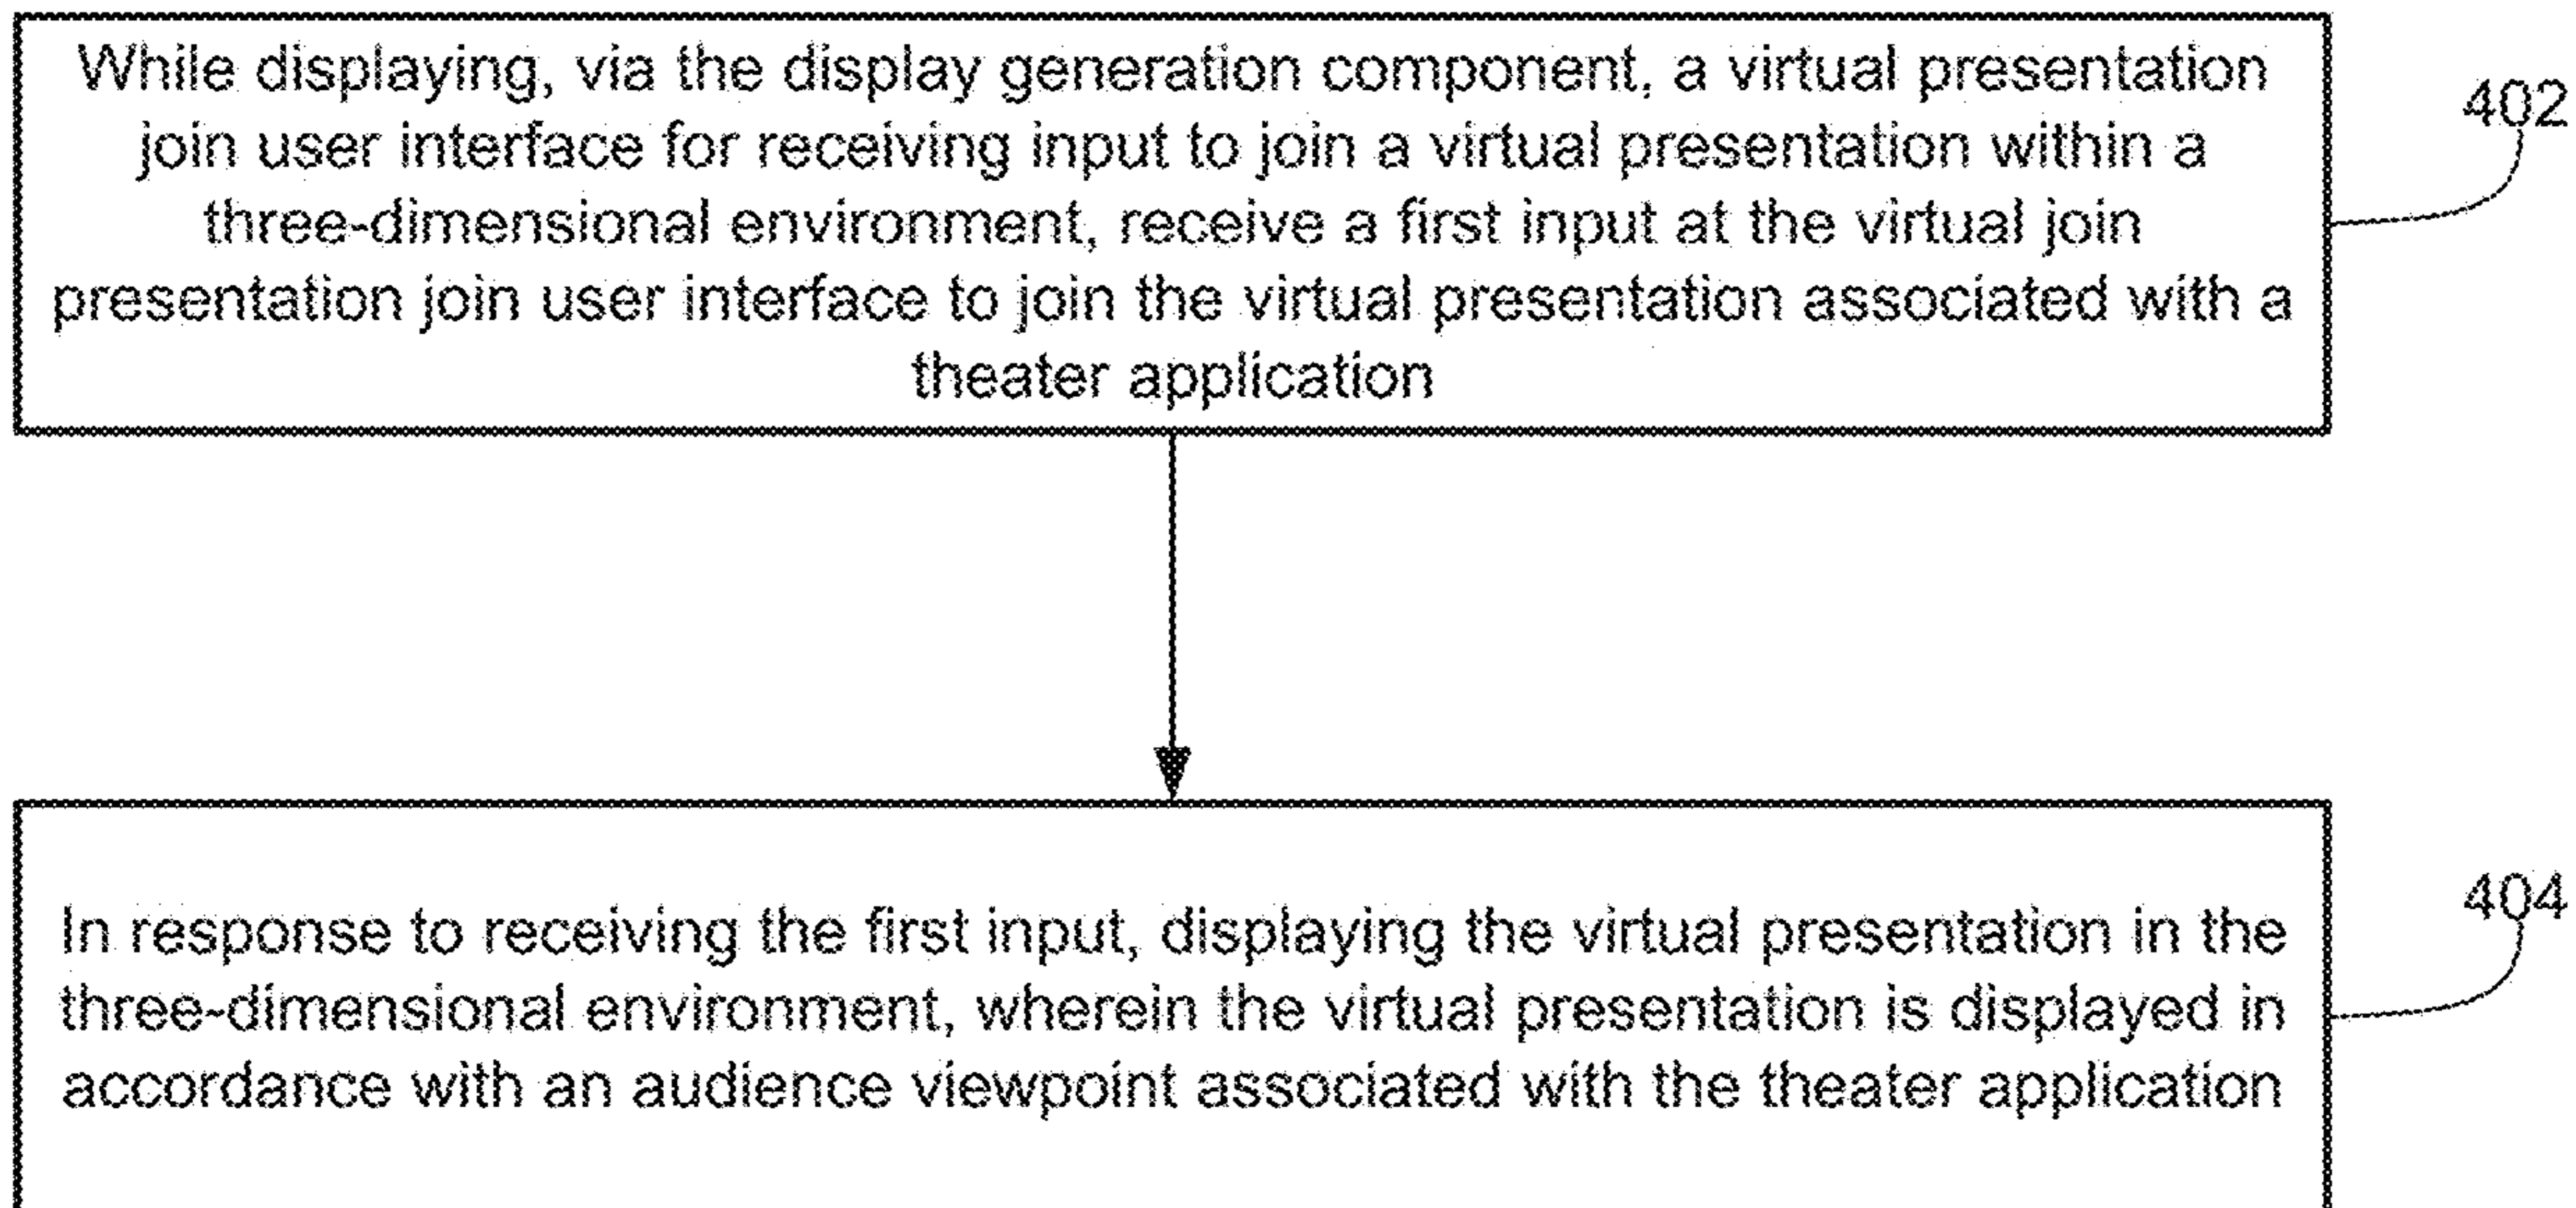 While displaying, via the display generation component, a virtual presentation
join user interface for receiving input to join a virtual presentation within a
three-dimensional environment, receive a first input at the virtual join
presentation join user interface to join the virtual presentation associated with a
theater application
402
In response to receiving the first input, displaying the virtual presentation in the
three-dimensional environment, wherein the virtual presentation is displayed in
accordance with an audience viewpoint associated with the theater application
404